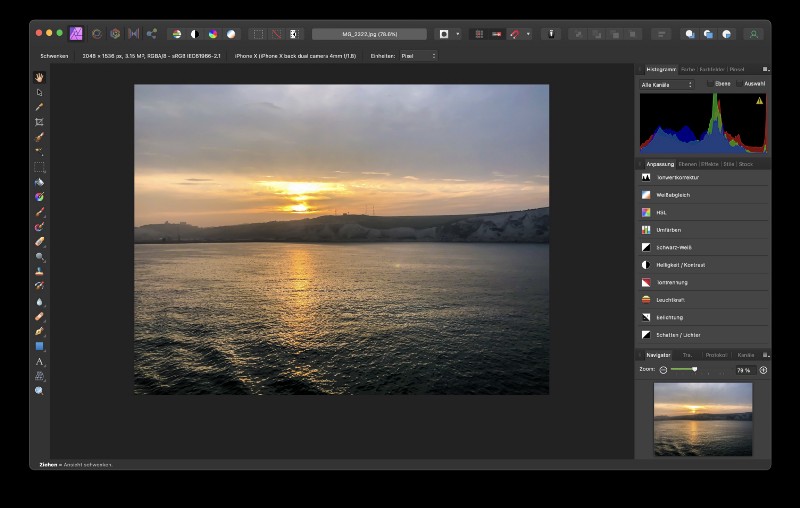 MG_2322.jpg (78.6%)
Schwenken 2048 × 1536 px, 3.15 MP, RGBA/8 - sRGB IEC61966-2.1 iPhone X (iPhone X back dual camera 4mm f/1.8) Einheiten: Pixel
Histogramm Farbe Farbfelder Pinsel
Alle Kanäle Ebene Auswahl
Anpassung Ebenen Effekte Stile Stock
Tonwertkorrektur
Weißabgleich
HSL
Umfärben
Schwarz-Weiß
Helligkeit / Kontrast
Tontrennung
Leuchtkraft
Belichtung
Schatten / Lichter
Navigator Tra. Protokoll Kanäle
Zoom: 79 %
A
Ziehen = Ansicht schwenken.